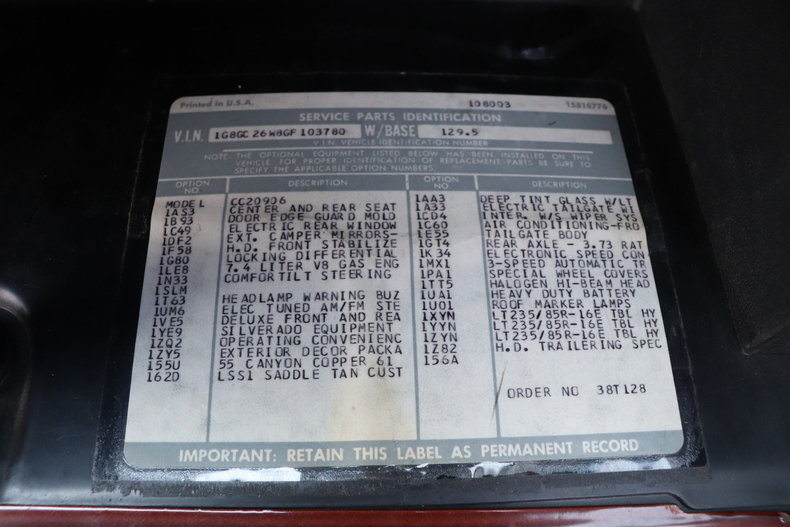 Printed in U.S.A. 108003 15516776
SERVICE PARTS IDENTIFICATION
V.I.N. 1G8GC26W8GF103780 W/BASE 129.5
V.I.N. VEHICLE IDENTIFICATION NUMBER
NOTE THE OPTIONAL EQUIPMENT LISTED BELOW HAS BEEN INSTALLED ON THIS
VEHICLE. FOR PROPER IDENTIFICATION OF REPLACEMENT PARTS BE SURE TO
SPECIFY THE APPLICABLE OPTION NUMBERS.
OPTION NO. DESCRIPTION OPTION NO. DESCRIPTION
MODEL CC20906 1AA3 DEEP TINT GLASS W/LT
1AS3 CENTER AND REAR SEAT 1A33 ELECTRIC TAILGATE WI
1B93 DOOR EDGE GUARD MOLD 1CD4 INTER. W/S WIPER SYS
1C49 ELECTRIC REAR WINDOW 1C60 AIR CONDITIONING-FRO
1DF2 EXT. CAMPER MIRRORS- 1E55 TAILGATE BODY
1F58 H.D. FRONT STABILIZE 1GT4 REAR AXLE - 3.73 RAT
1G80 LOCKING DIFFERENTIAL 1K34 ELECTRONIC SPEED CON
1LE8 7.4 LITER V8 GAS ENG 1MX1 3-SPEED AUTOMATIC TR
1N33 COMFORTILT STEERING 1PA1 SPECIAL WHEEL COVERS
1SLM 1TT5 HALOGEN HI-BEAM HEAD
1T63 HEADLAMP WARNING BUZ 1UA1 HEAVY DUTY BATTERY
1UM6 ELEC TUNED AM/FM STE 1U01 ROOF MARKER LAMPS
1VE5 DELUXE FRONT AND REA 1XYN LT235/85R-16E TBL HY
1YE9 SILVERADO EQUIPMENT 1YYN LT235/85R-16E TBL HY
1ZQ2 OPERATING CONVENIENC 1ZYN LT235/85R-16E TBL HY
1ZY5 EXTERIOR DECOR PACKA 1Z82 H.D. TRAILERING SPEC
155U 55 CANYON COPPER 61 156A
162D LSS1 SADDLE TAN CUST
ORDER NO 38T128
IMPORTANT: RETAIN THIS LABEL AS PERMANENT RECORD